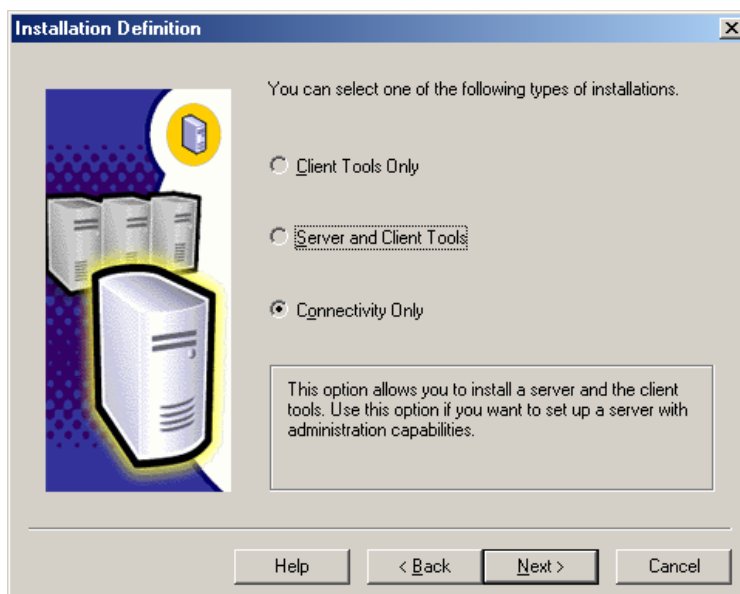 Installation Definition
You can select one of the following types of installations.
Client Tools Only
Server and Client Tools
Connectivity Only
This option allows you to install a server and the client
tools. Use this option if you want to set up a server with
administration capabilities.
Help
< Back
Next >
Cancel